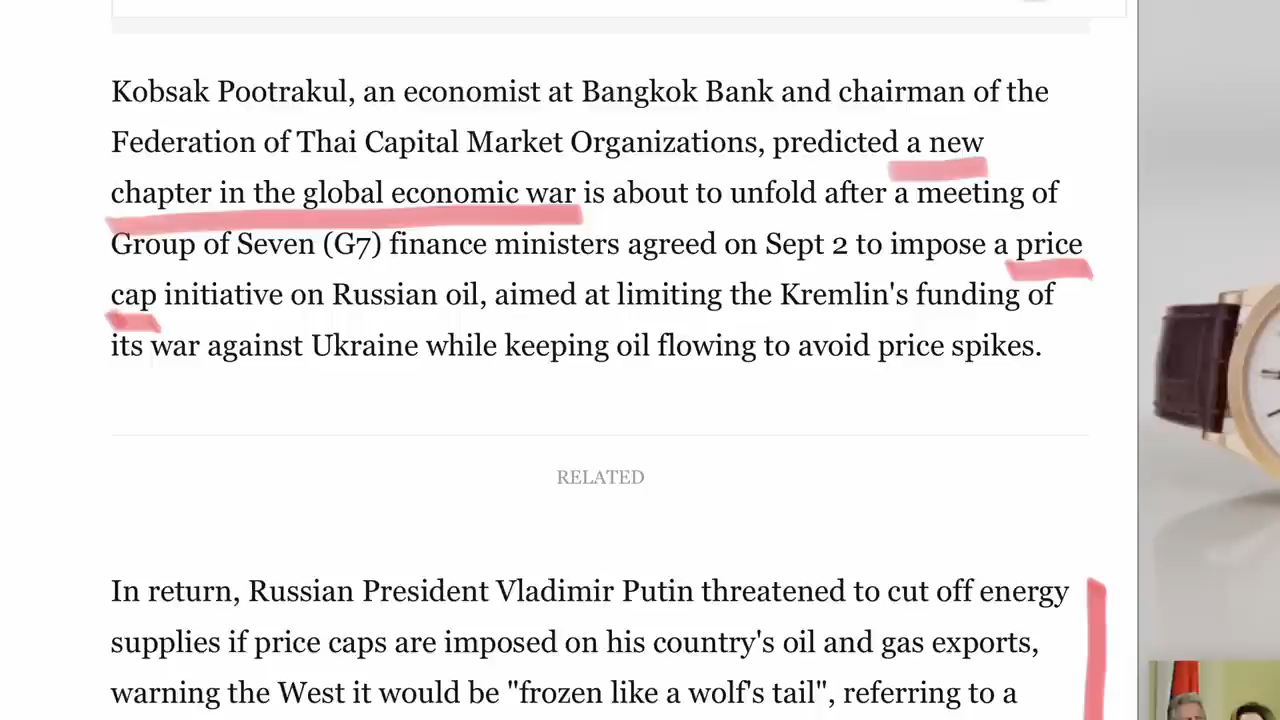 Kobsak Pootrakul, an economist at Bangkok Bank and chairman of the
Federation of Thai Capital Market Organizations, predicted a new
chapter in the global economic war is about to unfold after a meeting of
Group of Seven (G7) finance ministers agreed on Sept 2 to impose a price
cap initiative on Russian oil, aimed at limiting the Kremlin's funding of
its war against Ukraine while keeping oil flowing to avoid price spikes.
RELATED
In return, Russian President Vladimir Putin threatened to cut off energy
supplies if price caps are imposed on his country's oil and gas exports,
warning the West it would be "frozen like a wolf's tail", referring to a